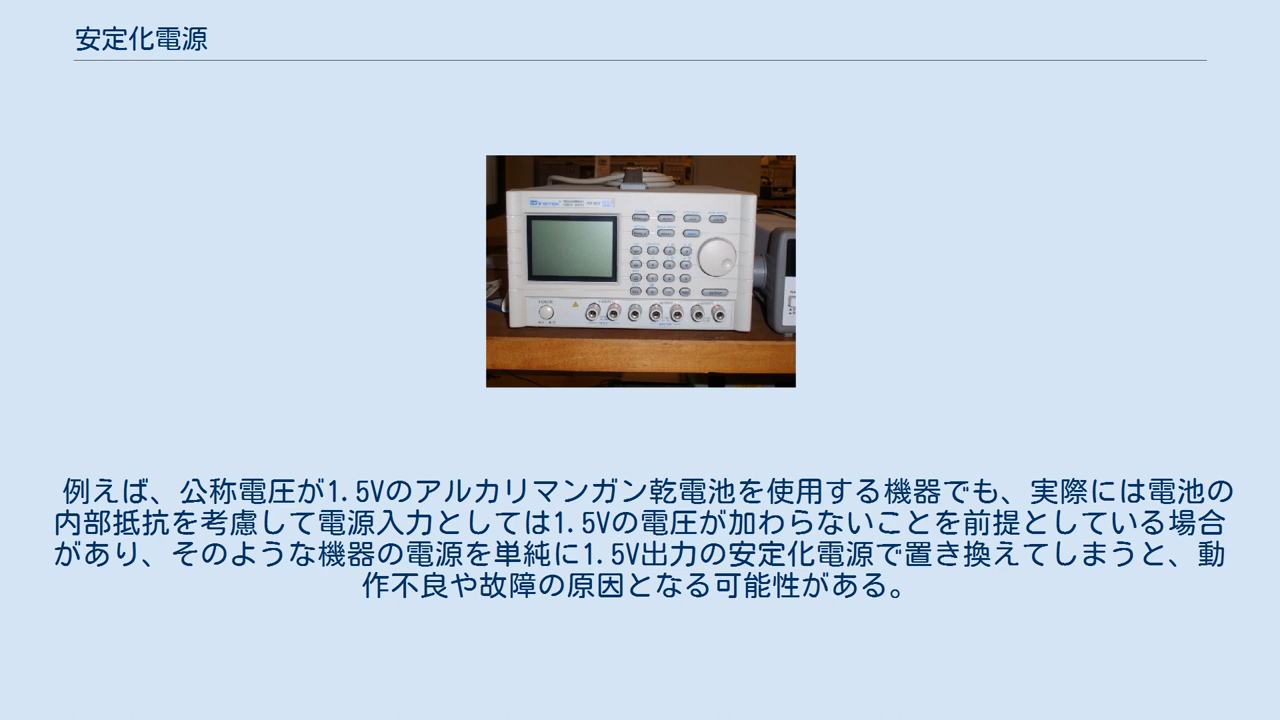 安定化電源
例えば、公称電圧が1.5Vのアルカリマンガン乾電池を使用する機器でも、実際には電池の
内部抵抗を考慮して電源入力としては1.5Vの電圧が加わらないことを前提としている場合
があり、そのような機器の電源を単純に1.5V出力の安定化電源で置き換えてしまうと、動
作不良や故障の原因となる可能性がある。